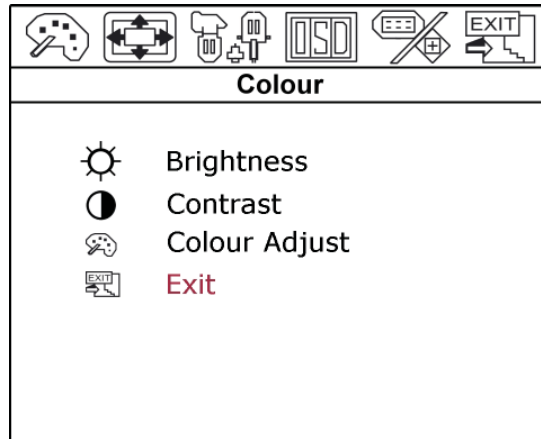 OSD EXIT
Colour
Brightness
Contrast
Colour Adjust
EXIT Exit